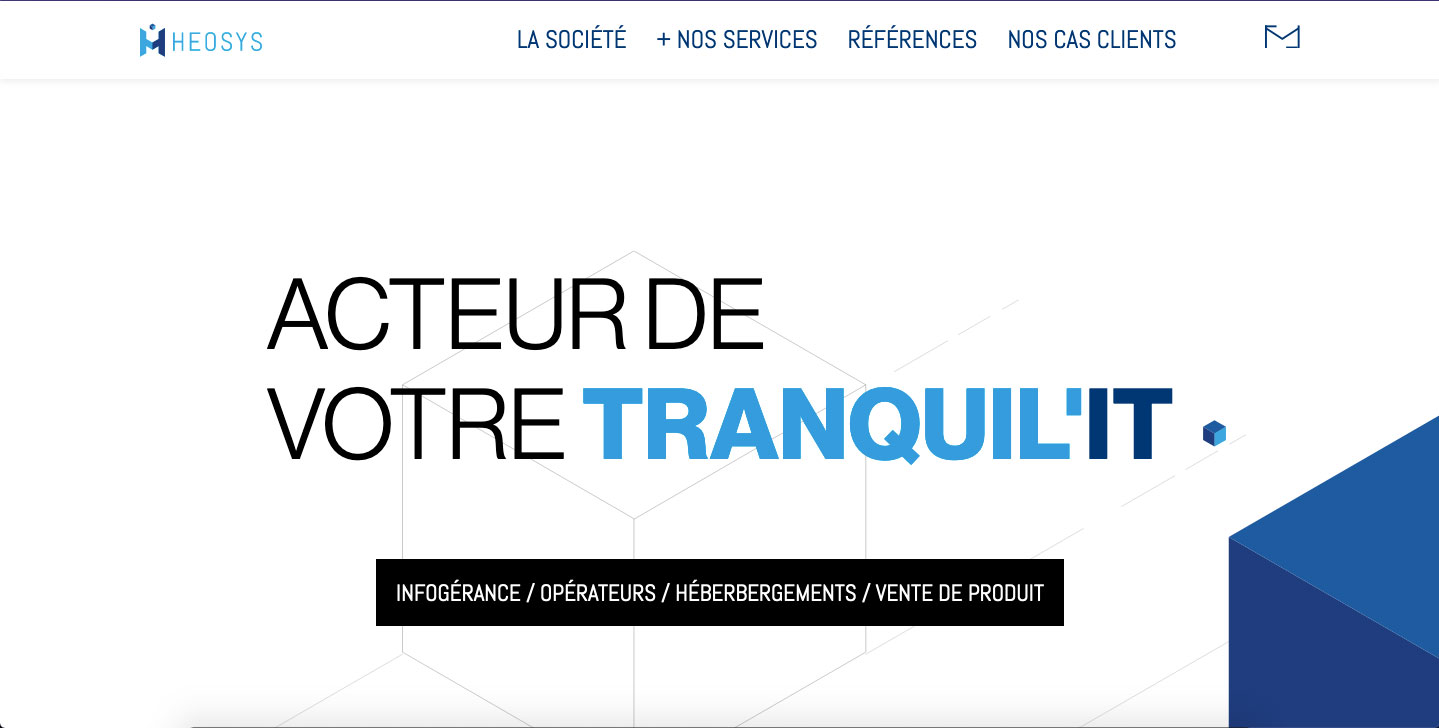 HEOSYS
LA SOCIÉTÉ + NOS SERVICES RÉFÉRENCES NOS CAS CLIENTS
ACTEUR DE
VOTRE TRANQUIL'IT
INFOGÉRANCE / OPÉRATEURS / HÉBERBERGEMENTS / VENTE DE PRODUIT